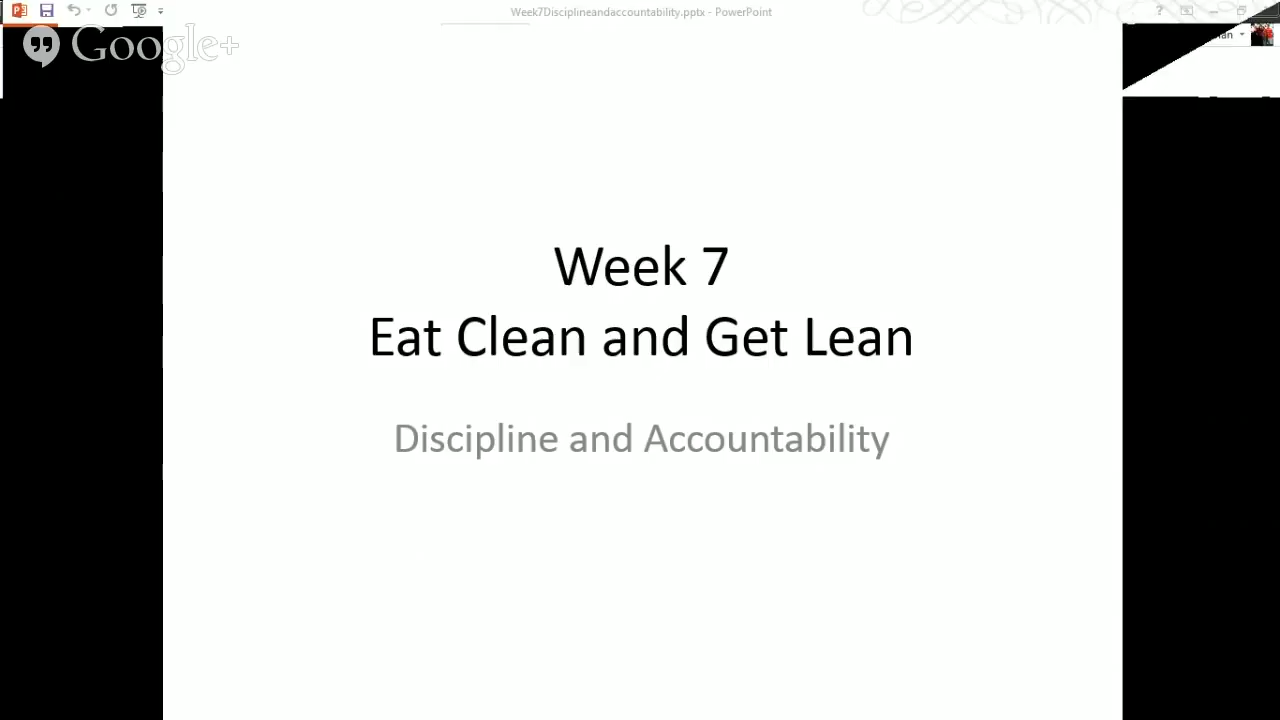 Week7Disciplineandaccountability.pptx - PowerPoint
Google+
Week 7
Eat Clean and Get Lean
Discipline and Accountability